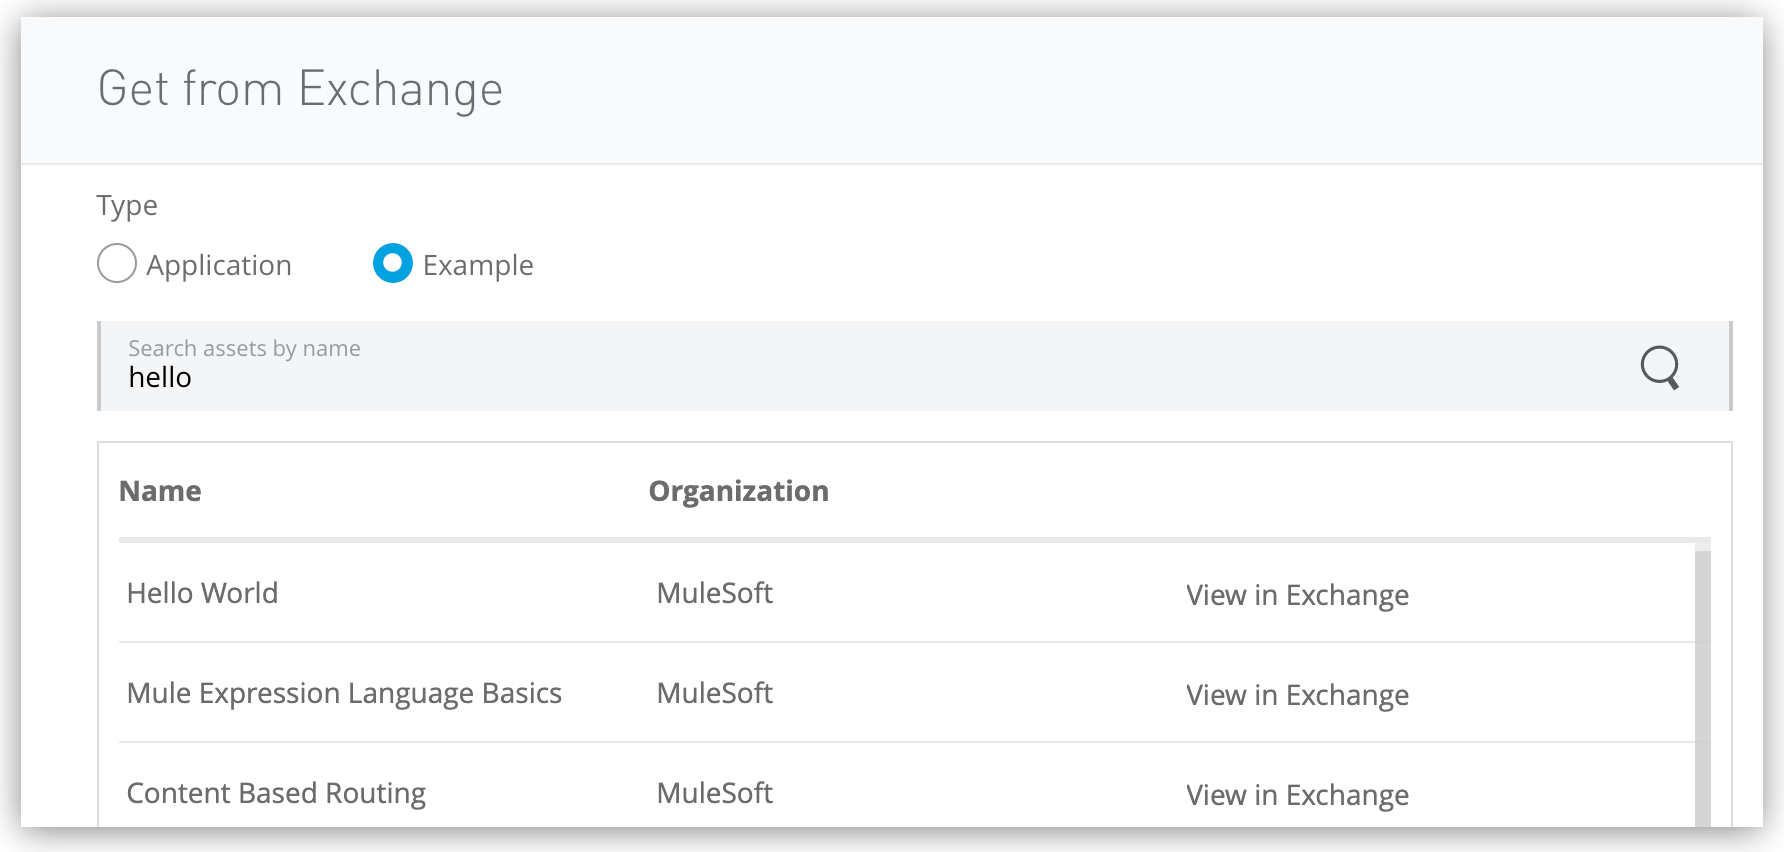 Get from Exchange
Type
Application Example
Search assets by name
hello
Name Organization
Hello World MuleSoft View in Exchange
Mule Expression Language Basics MuleSoft View in Exchange
Content Based Routing MuleSoft View in Exchange